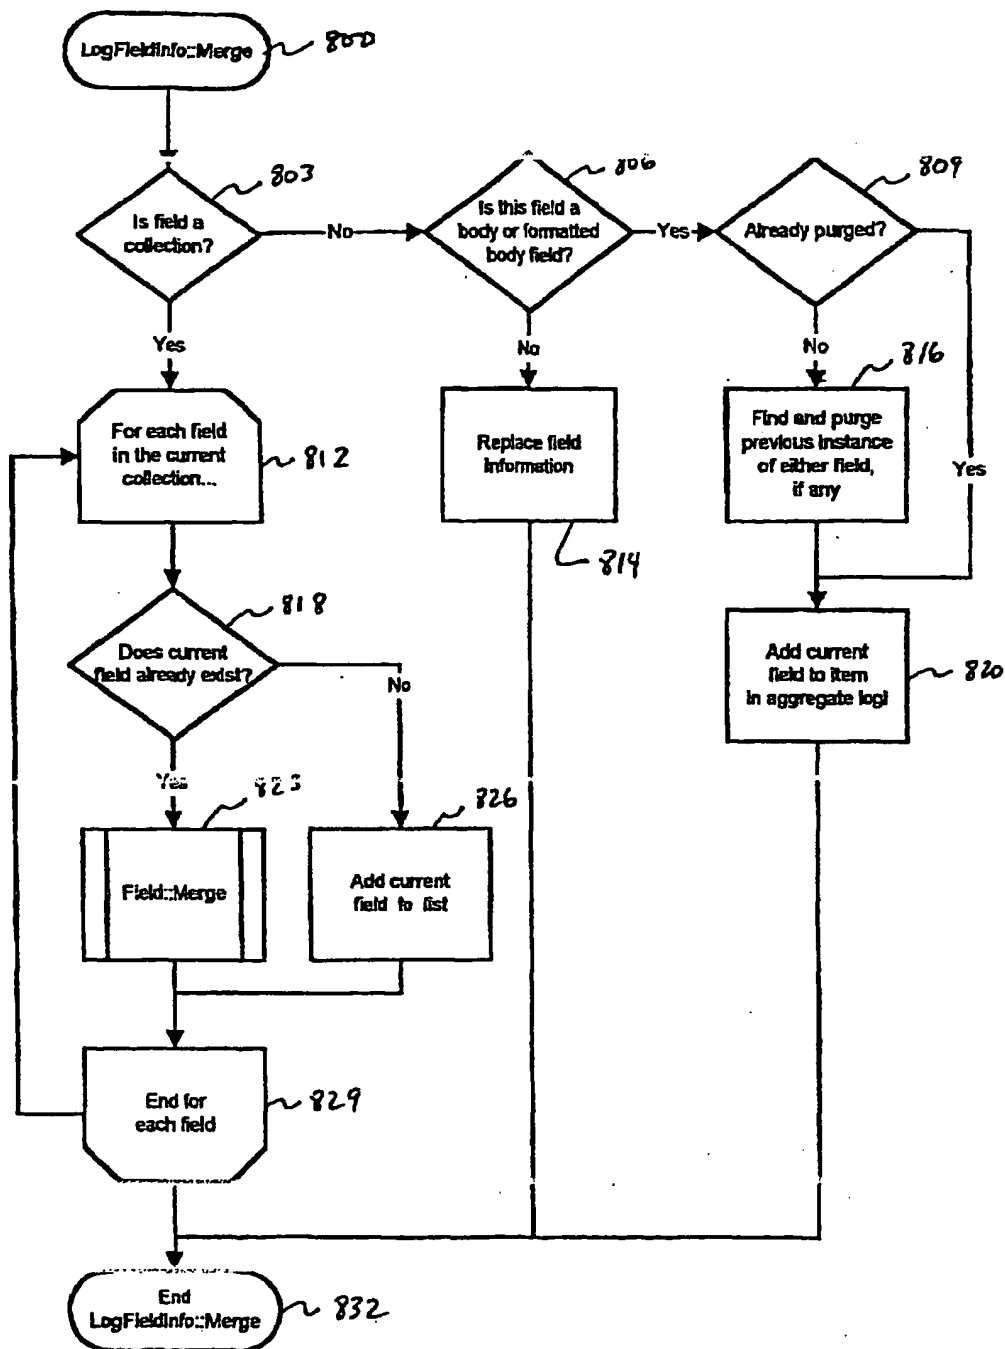 LogFieldInfo::Merge
800
803
Is field a
collection?
No
806
Is this field a
body or formatted
body field?
Yes
809
Already purged?
Yes
No
No
812
For each field
in the current
collection...
Replace field
Information
814
816
Find and purge
previous instance
of either field,
if any
Yes
818
Does current
field already exist?
No
Add current
field to item
in aggregate log!
820
Yes
823
Field::Merge
826
Add current
field to list
End for
each field
829
End
LogFieldInfo::Merge
832